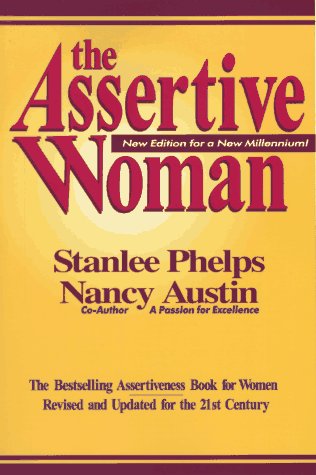 the
Assertive
New Edition for a New Millennium!
Woman
Stanlee Phelps
Nancy Austin
Co-Author A Passion for Excellence
The Bestselling Assertiveness Book for Women
Revised and Updated for the 21st Century